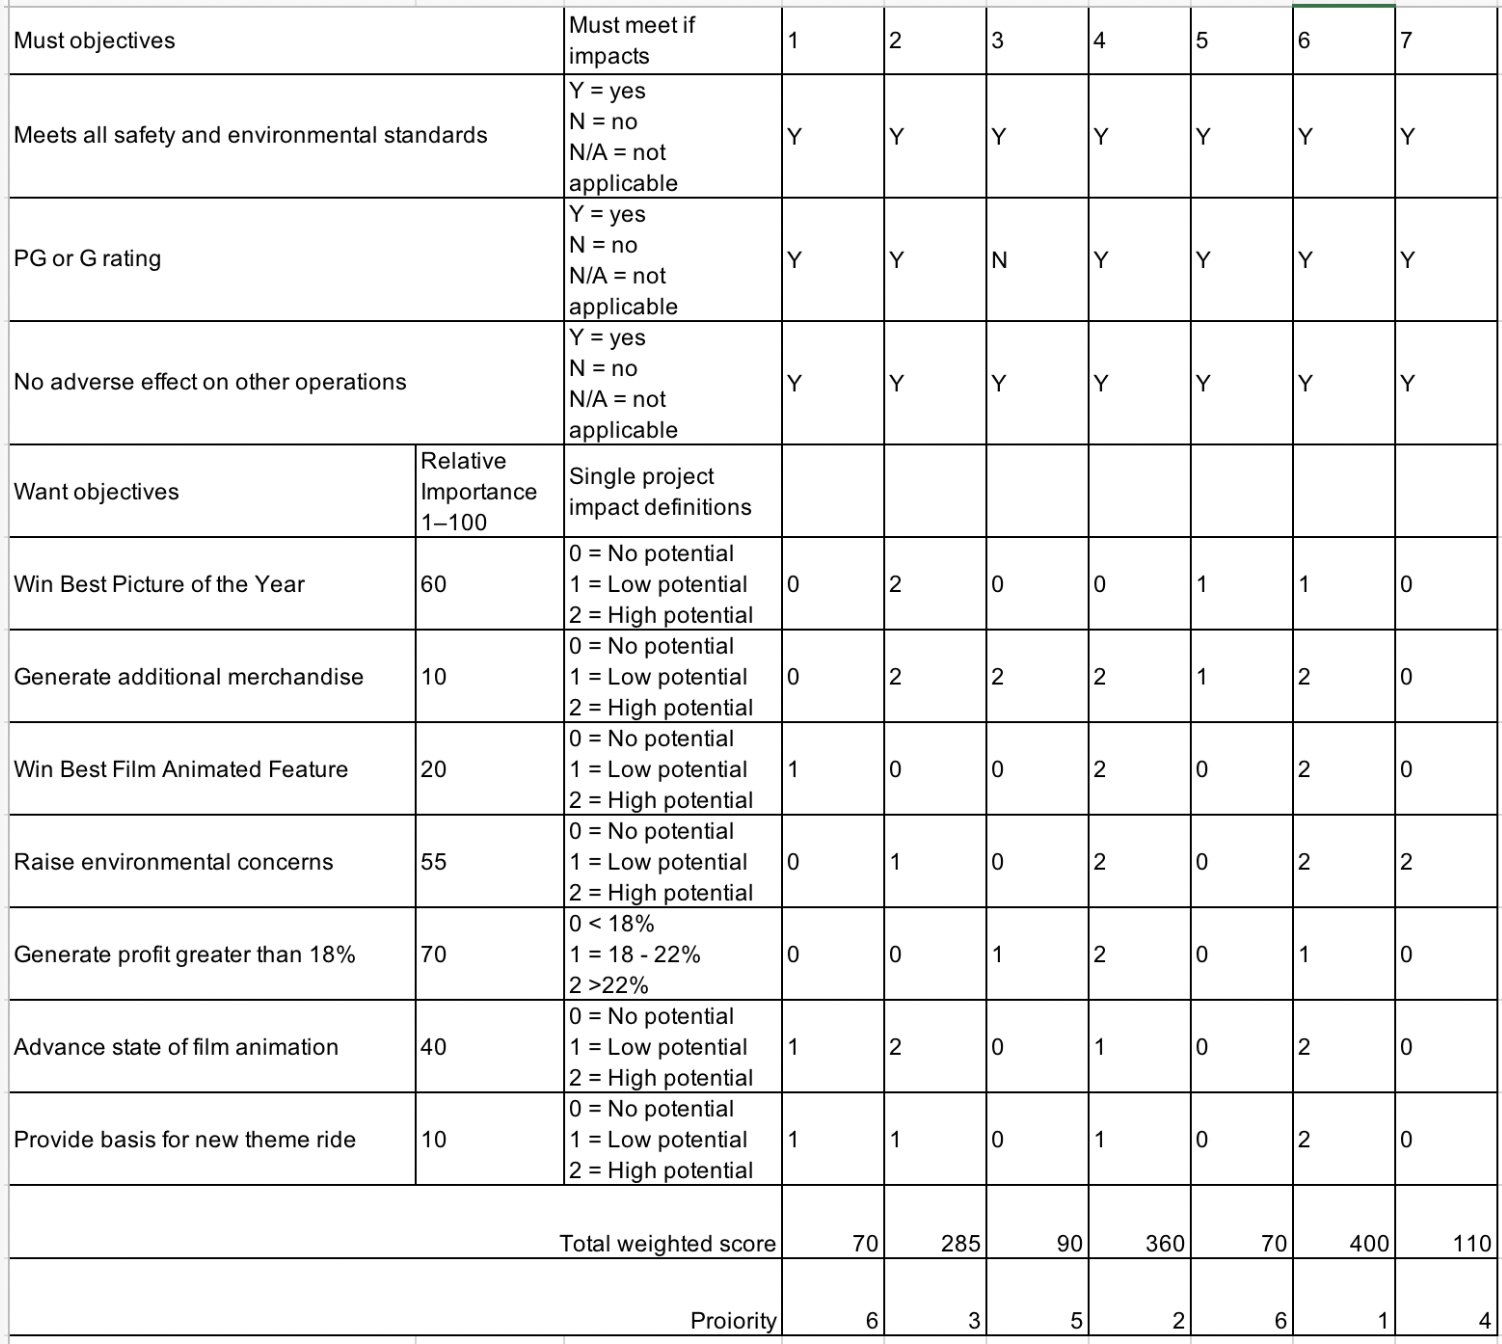 Must objectives
Must meet if
impacts
1 2 3 4 5 6 7
Meets all safety and environmental standards
Y = yes
N = no
N/A = not
applicable
Y Y Y Y Y Y Y
PG or G rating
Y = yes
N = no
N/A = not
applicable
Y Y N Y Y Y Y
No adverse effect on other operations
Y = yes
N = no
N/A = not
applicable
Y Y Y Y Y Y Y
Want objectives
Relative
Importance
1–100
Single project
impact definitions
Win Best Picture of the Year
60
0 = No potential
1 = Low potential
2 = High potential
0 2 0 0 1 1 0
Generate additional merchandise
10
0 = No potential
1 = Low potential
2 = High potential
0 2 2 2 1 2 0
Win Best Film Animated Feature
20
0 = No potential
1 = Low potential
2 = High potential
1 0 0 2 0 2 0
Raise environmental concerns
55
0 = No potential
1 = Low potential
2 = High potential
0 1 0 2 0 2 2
Generate profit greater than 18%
70
0 < 18%
1 = 18 - 22%
2 >22%
0 0 1 2 0 1 0
Advance state of film animation
40
0 = No potential
1 = Low potential
2 = High potential
1 2 0 1 0 2 0
Provide basis for new theme ride
10
0 = No potential
1 = Low potential
2 = High potential
1 1 0 1 0 2 0
Total weighted score 70 285 90 360 70 400 110
Proiority 6 3 5 2 6 1 4